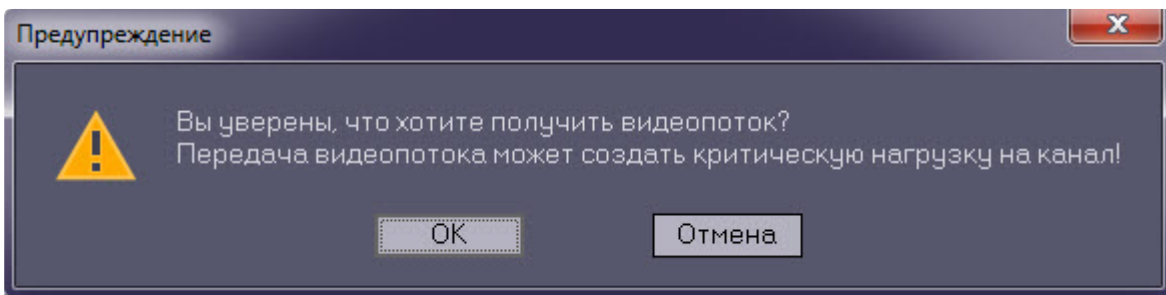 Предупреждение
Вы уверены, что хотите получить видеопоток?
Передача видеопотока может создать критическую нагрузку на канал!
OK
Отмена